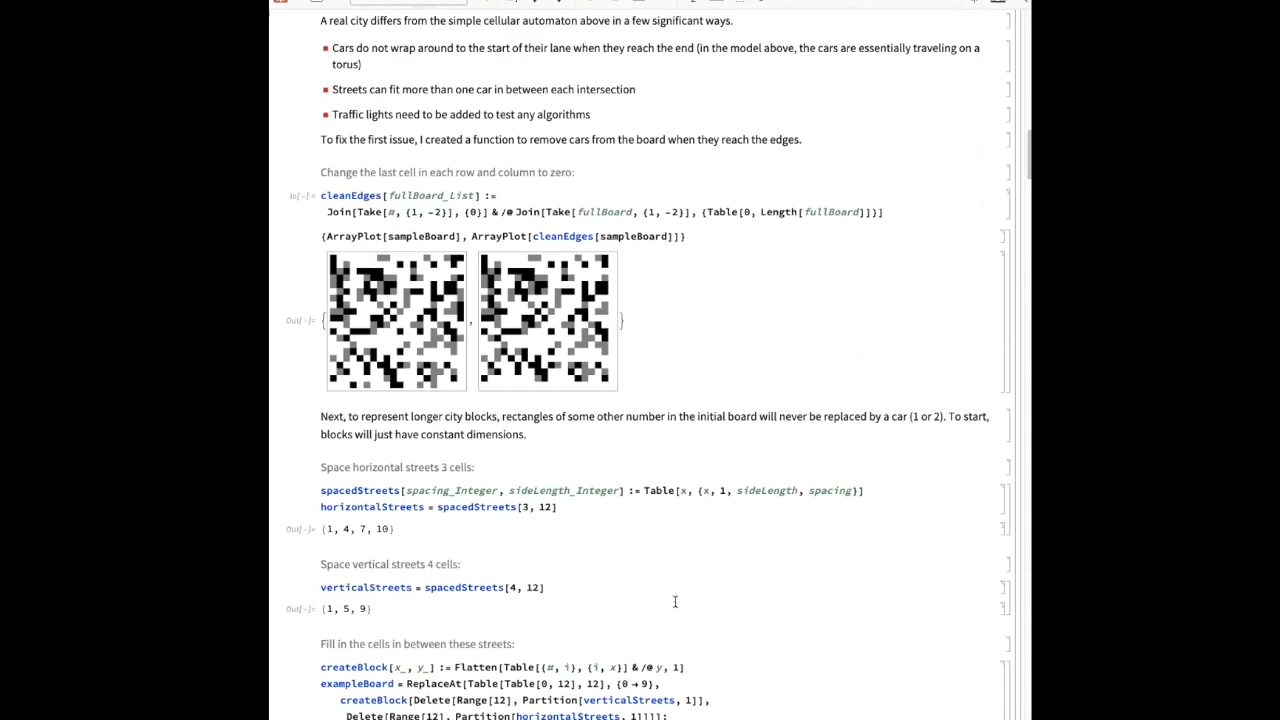 A real city differs from the simple cellular automaton above in a few significant ways.
Cars do not wrap around to the start of their lane when they reach the end (in the model above, the cars are essentially traveling on a
torus)
Streets can fit more than one car in between each intersection
Traffic lights need to be added to test any algorithms
To fix the first issue, I created a function to remove cars from the board when they reach the edges.
Change the last cell in each row and column to zero:
In[-]:= cleanEdges[fullBoard_List] :=
Join[Take[#, {1, -2}], {0}] & /@ Join[Take[fullBoard, {1, -2}], {Table[0, Length[fullBoard]]}]
{ArrayPlot[sampleBoard], ArrayPlot[cleanEdges[sampleBoard]]}
Out[-]= { , }
Next, to represent longer city blocks, rectangles of some other number in the initial board will never be replaced by a car (1 or 2). To start,
blocks will just have constant dimensions.
Space horizontal streets 3 cells:
spacedStreets[spacing_Integer, sideLength_Integer] := Table[x, {x, 1, sideLength, spacing}]
horizontalStreets = spacedStreets[3, 12]
Out[-]= {1, 4, 7, 10}
Space vertical streets 4 cells:
verticalStreets = spacedStreets[4, 12]
Out[-]= {1, 5, 9}
Fill in the cells in between these streets:
createBlock[x_, y_] := Flatten[Table[{#, i}, {i, x}] & /@ y, 1]
exampleBoard = ReplaceAt[Table[Table[0, 12], 12], {0 → 9},
createBlock[Delete[Range[12], Partition[verticalStreets, 1]],
Delete[Range[12], Partition[horizontalStreets, 1]]]];